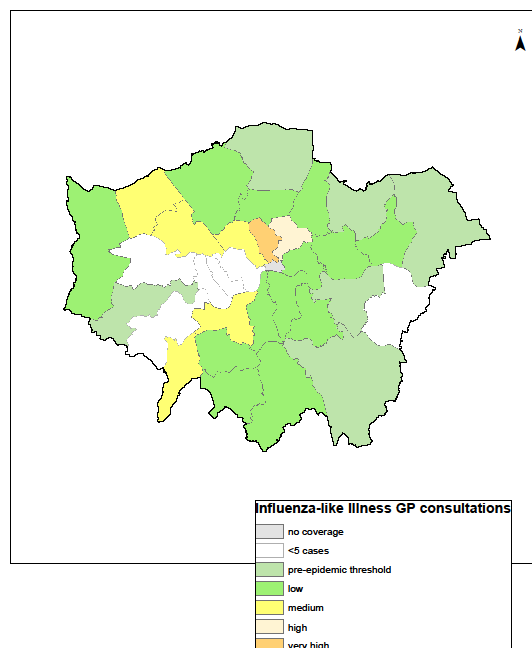 N
Influenza-like Illness GP consultations
no coverage
<5 cases
pre-epidemic threshold
low
medium
high
very high